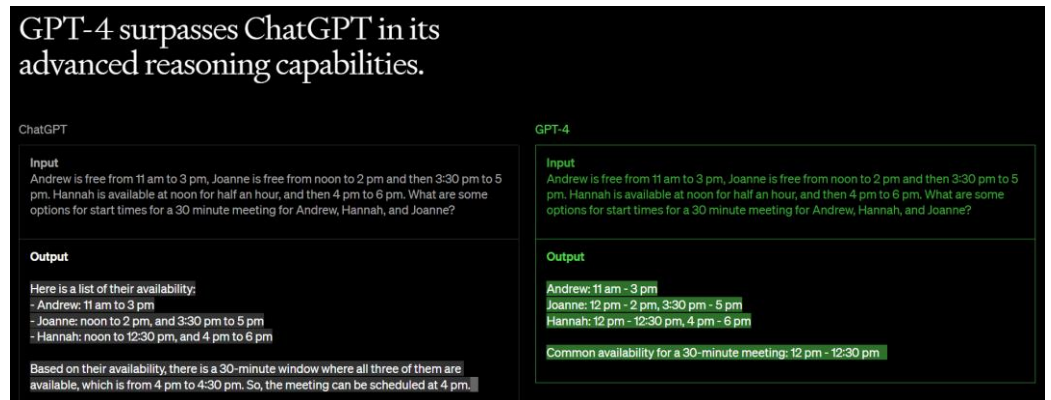 GPT-4 surpasses ChatGPT in its
advanced reasoning capabilities.
ChatGPT
Input
Andrew is free from 11 am to 3 pm, Joanne is free from noon to 2 pm and then 3:30 pm to 5
pm. Hannah is available at noon for half an hour, and then 4 pm to 6 pm. What are some
options for start times for a 30 minute meeting for Andrew, Hannah, and Joanne?
Output
Here is a list of their availability:
- Andrew: 11 am to 3 pm
- Joanne: noon to 2 pm, and 3:30 pm to 5 pm
- Hannah: noon to 12:30 pm, and 4 pm to 6 pm
Based on their availability, there is a 30-minute window where all three of them are
available, which is from 4 pm to 4:30 pm. So, the meeting can be scheduled at 4 pm.
GPT-4
Input
Andrew is free from 11 am to 3 pm, Joanne is free from noon to 2 pm and then 3:30 pm to 5
pm. Hannah is available at noon for half an hour, and then 4 pm to 6 pm. What are some
options for start times for a 30 minute meeting for Andrew, Hannah, and Joanne?
Output
Andrew: 11 am - 3 pm
Joanne: 12 pm - 2 pm, 3:30 pm - 5 pm
Hannah: 12 pm - 12:30 pm, 4 pm - 6 pm
Common availability for a 30-minute meeting: 12 pm - 12:30 pm